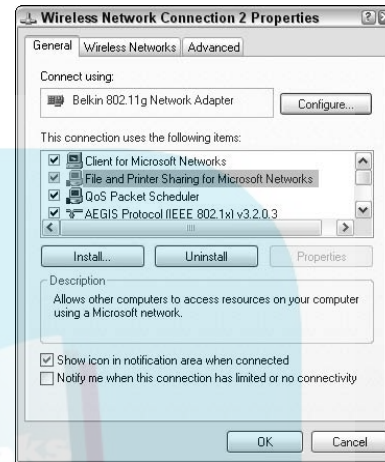 Wireless Network Connection 2 Properties
General Wireless Networks Advanced
Connect using:
Belkin 802.11g Network Adapter
Configure...
This connection uses the following items:
Client for Microsoft Networks
File and Printer Sharing for Microsoft Networks
QoS Packet Scheduler
AEGIS Protocol (IEEE 802.1x) v3.2.0.3
Install... Uninstall Properties
Description
Allows other computers to access resources on your computer
using a Microsoft network.
Show icon in notification area when connected
Notify me when this connection has limited or no connectivity
OK Cancel